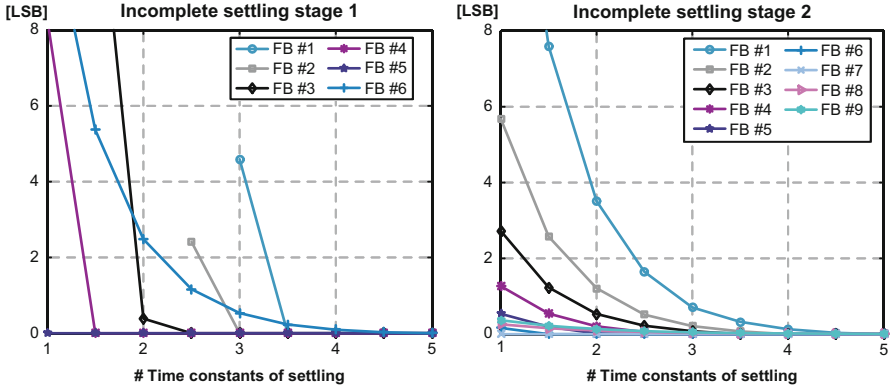 [LSB] Incomplete settling stage 1
8
6
4
2
0
1 2 3 4 5
FB #1 FB #4
FB #2 FB #5
FB #3 FB #6
# Time constants of settling
[LSB] Incomplete settling stage 2
8
6
4
2
0
1 2 3 4 5
FB #1 FB #6
FB #2 FB #7
FB #3 FB #8
FB #4 FB #9
FB #5
# Time constants of settling